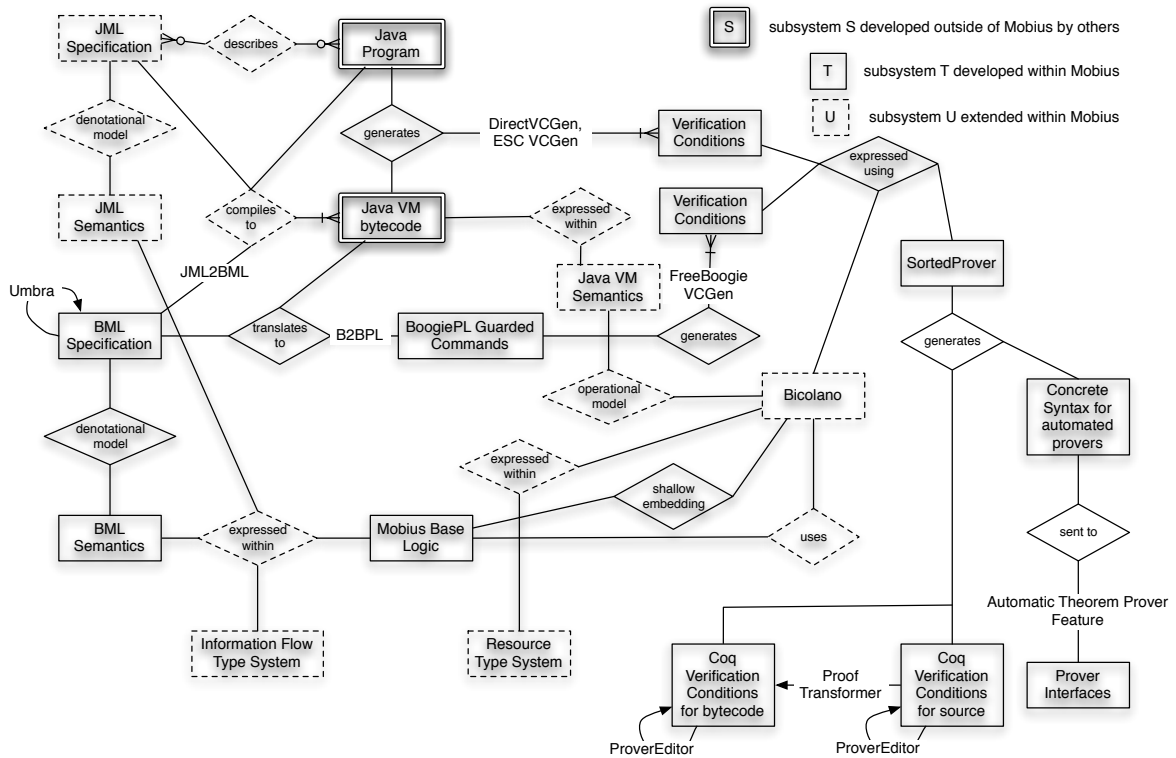 JML
Specification
describes
Java
Program
S
subsystem S developed outside of Mobius by others
T
subsystem T developed within Mobius
U
subsystem U extended within Mobius
denotational
model
generates
DirectVCGen,
ESC VCGen
Verification
Conditions
expressed
using
JML
Semantics
compiles
to
Java VM
bytecode
expressed
within
Verification
Conditions
SortedProver
JML2BML
Java VM
Semantics
FreeBoogie
VCGen
Umbra
BML
Specification
translates
to
B2BPL
BoogiePL Guarded
Commands
generates
generates
operational
model
Bicolano
Concrete
Syntax for
automated
provers
denotational
model
expressed
within
shallow
embedding
BML
Semantics
expressed
within
Mobius Base
Logic
uses
sent to
Automatic Theorem Prover
Feature
Information Flow
Type System
Resource
Type System
Coq
Verification
Conditions
for bytecode
Proof
Transformer
Coq
Verification
Conditions
for source
Prover
Interfaces
ProverEditor
ProverEditor